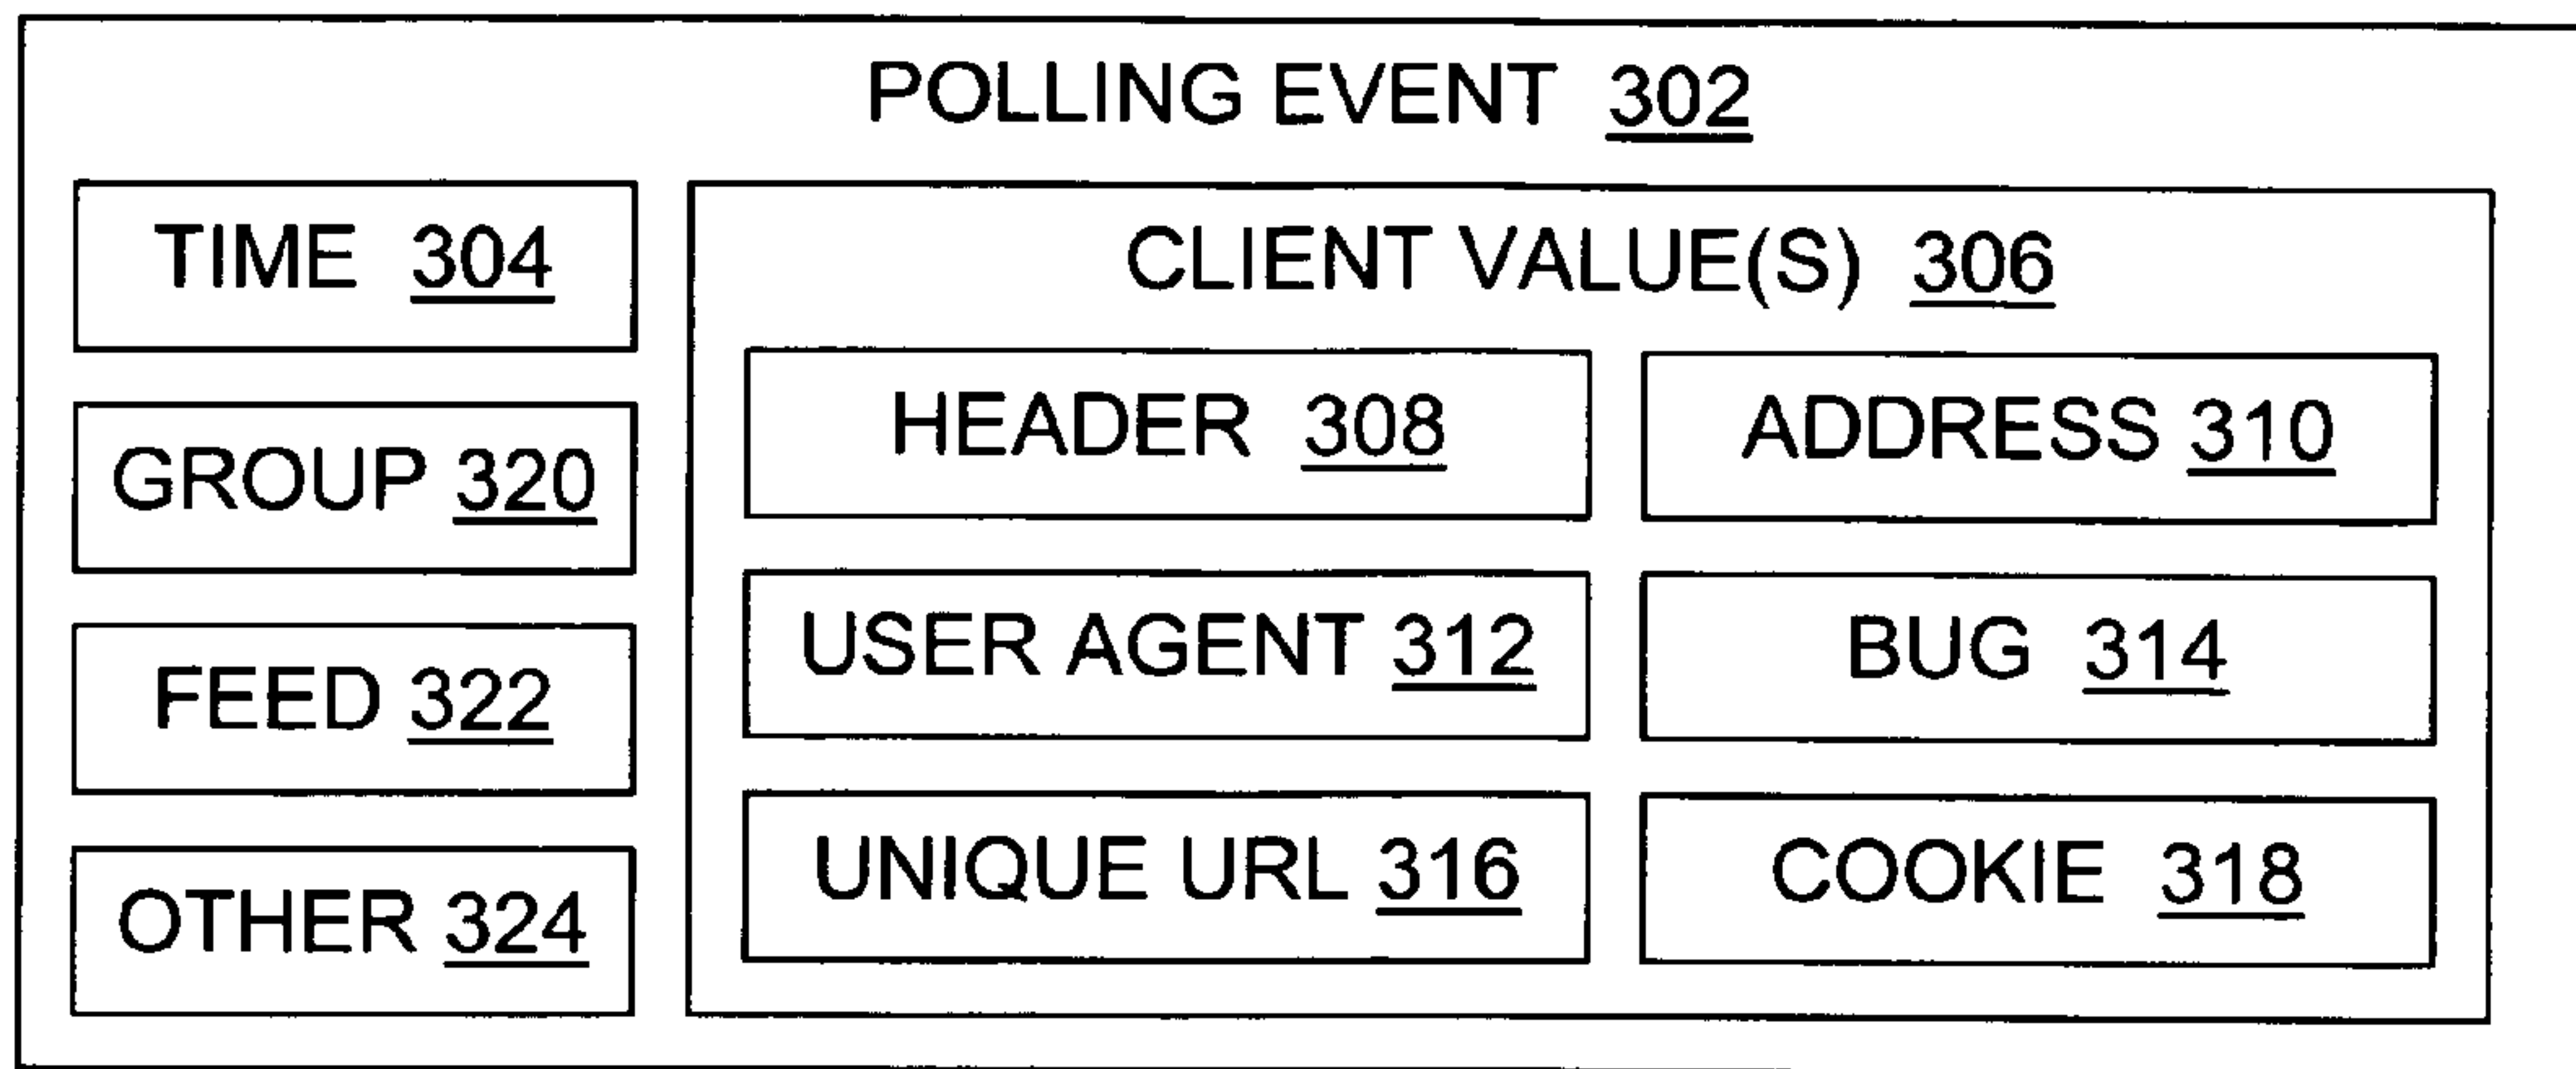 POLLING EVENT 302
TIME 304
GROUP 320
FEED 322
OTHER 324
CLIENT VALUE(S) 306
HEADER 308
ADDRESS 310
USER AGENT 312
BUG 314
UNIQUE URL 316
COOKIE 318